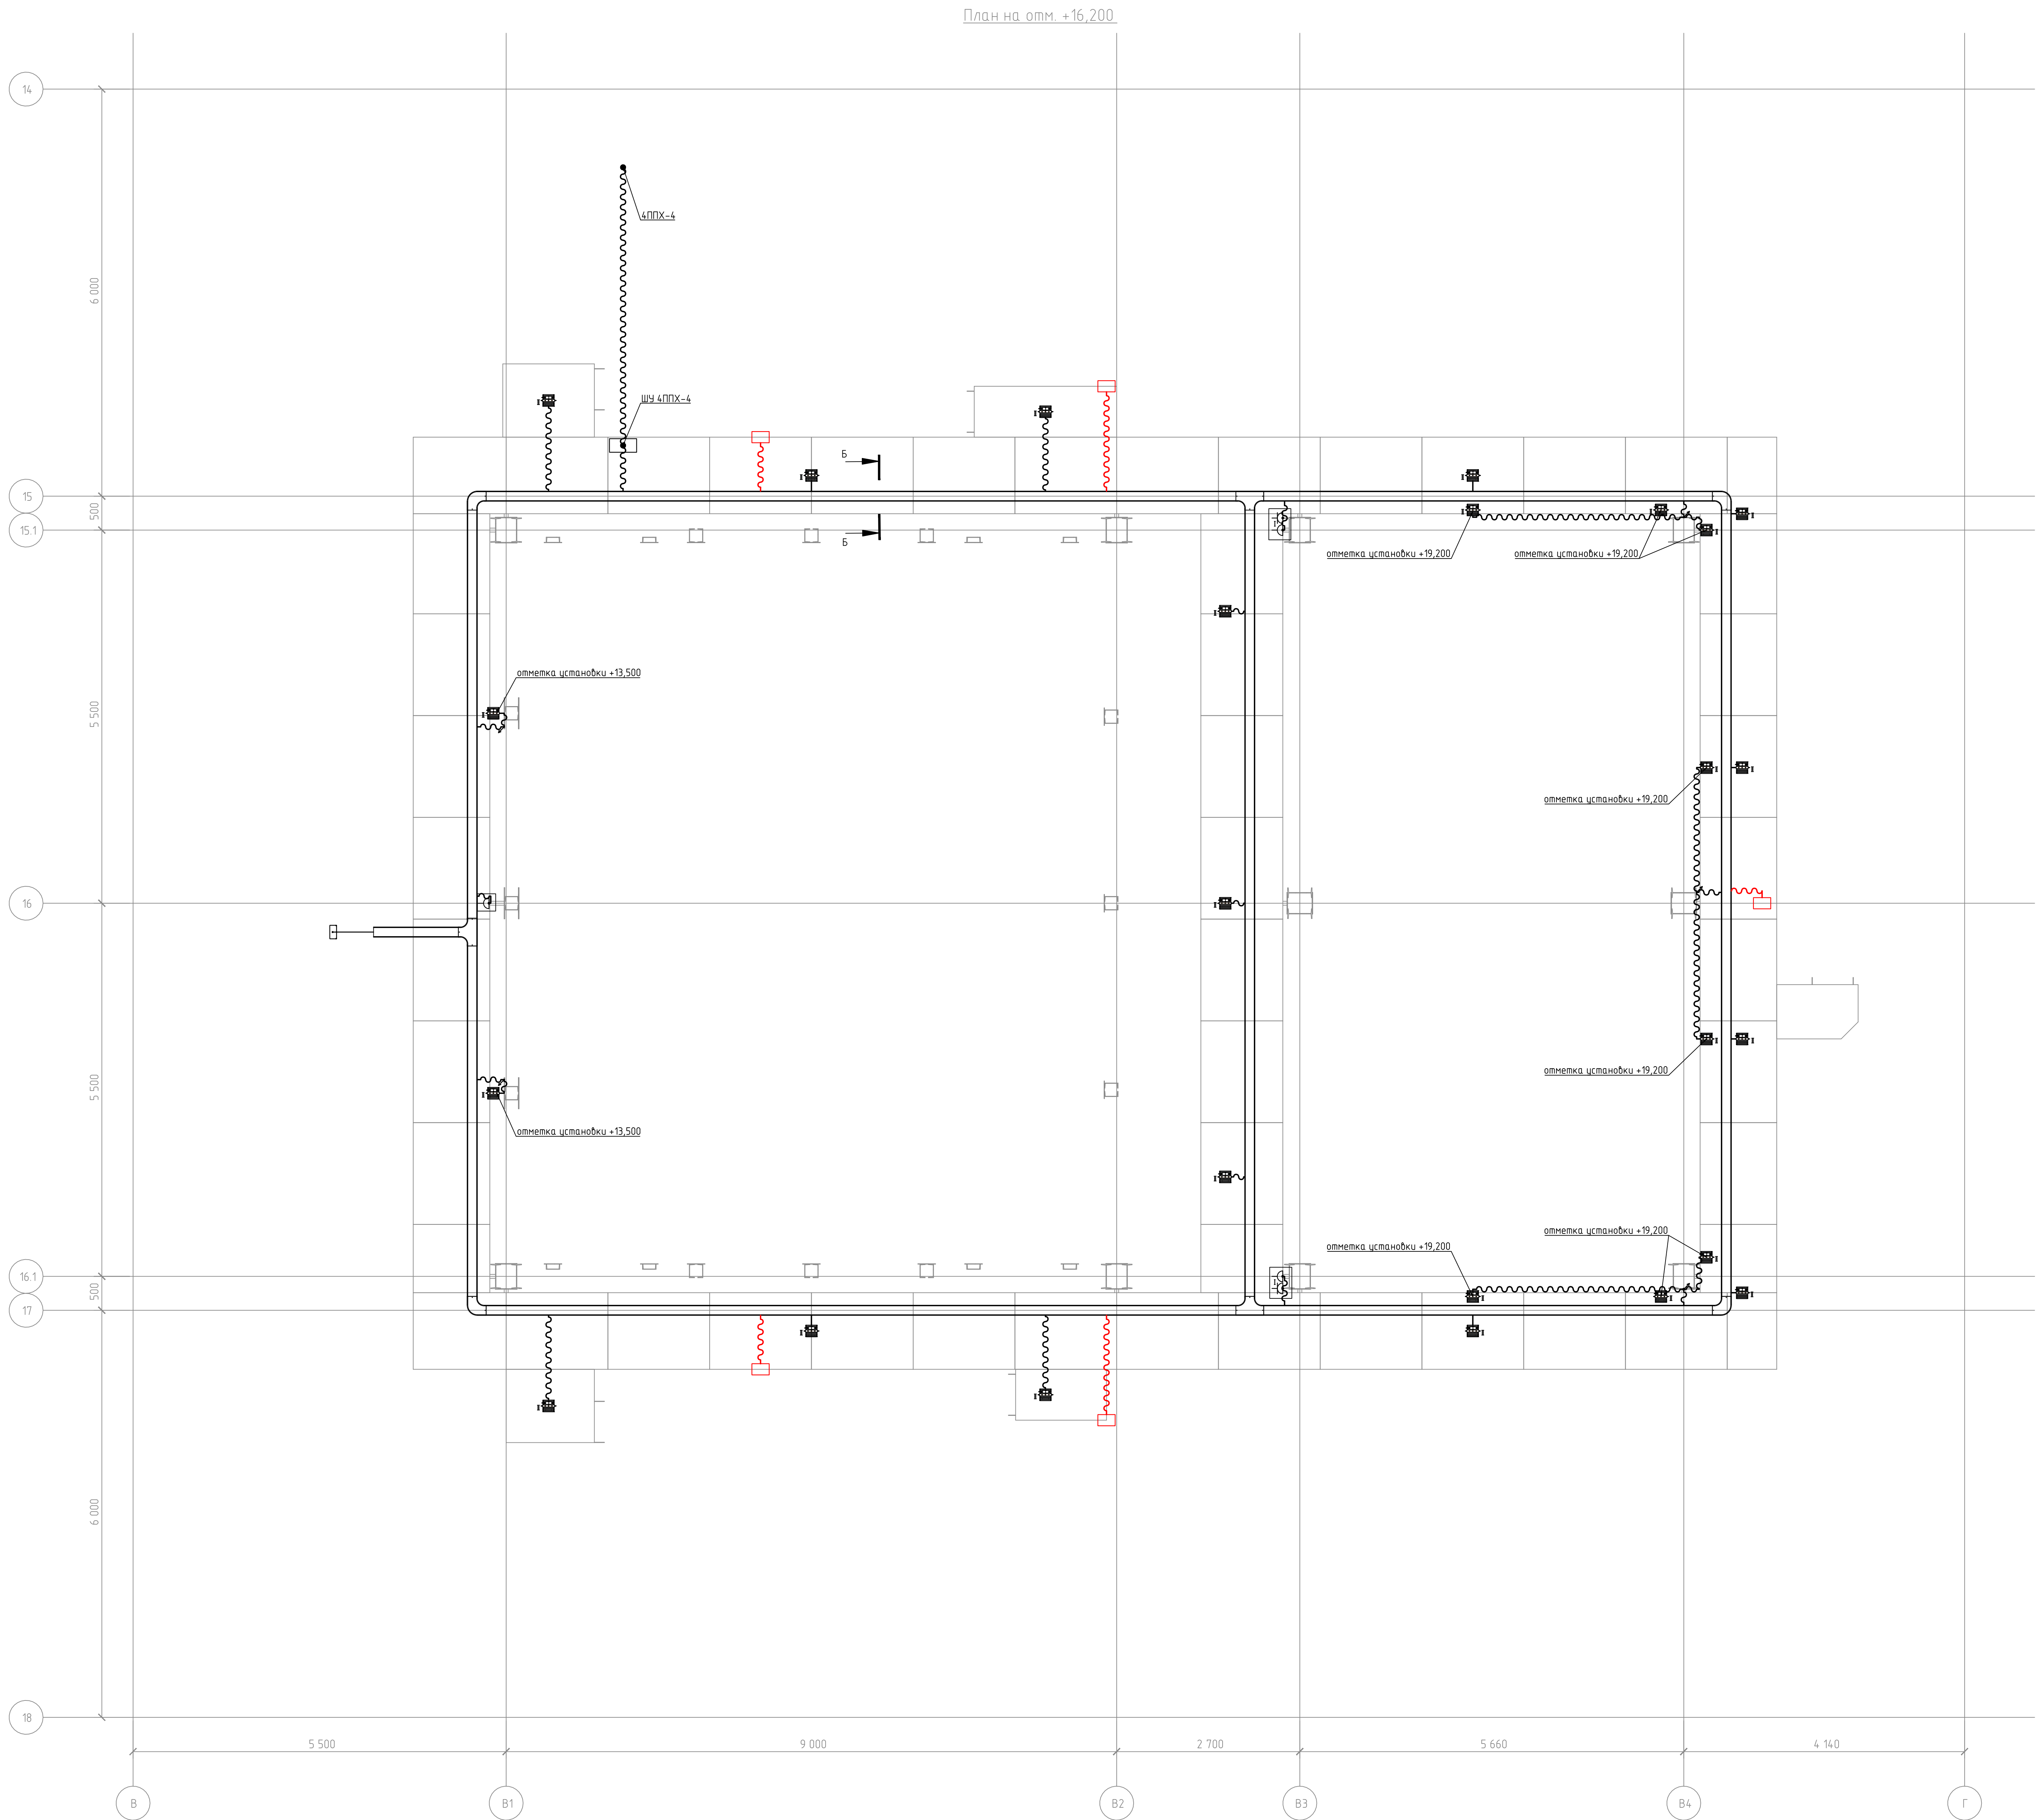 План на отм. +16,200
14
6 000
4ППХ-4
ШУ 4ППХ-4
Б
15
500
15.1
Б
отметка установки +19,200
отметка установки +19,200
отметка установки +13,500
5 500
отметка установки +19,200
16
отметка установки +19,200
5 500
отметка установки +13,500
отметка установки +19,200
отметка установки +19,200
16.1
500
17
6 000
18
5 500
9 000
2 700
5 660
4 140
В
В1
В2
В3
В4
Г